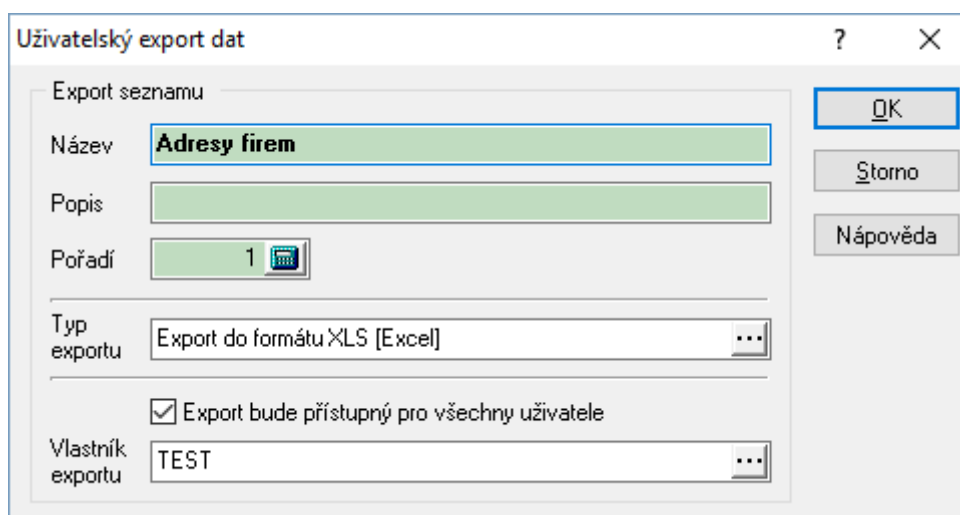 Uživatelský export dat
Export seznamu
OK
Název Adresy firem
Storno
Popis
Nápověda
Pořadí 1
Typ
exportu Export do formátu XLS [Excel]
Export bude přístupný pro všechny uživatele
Vlastník
exportu TEST